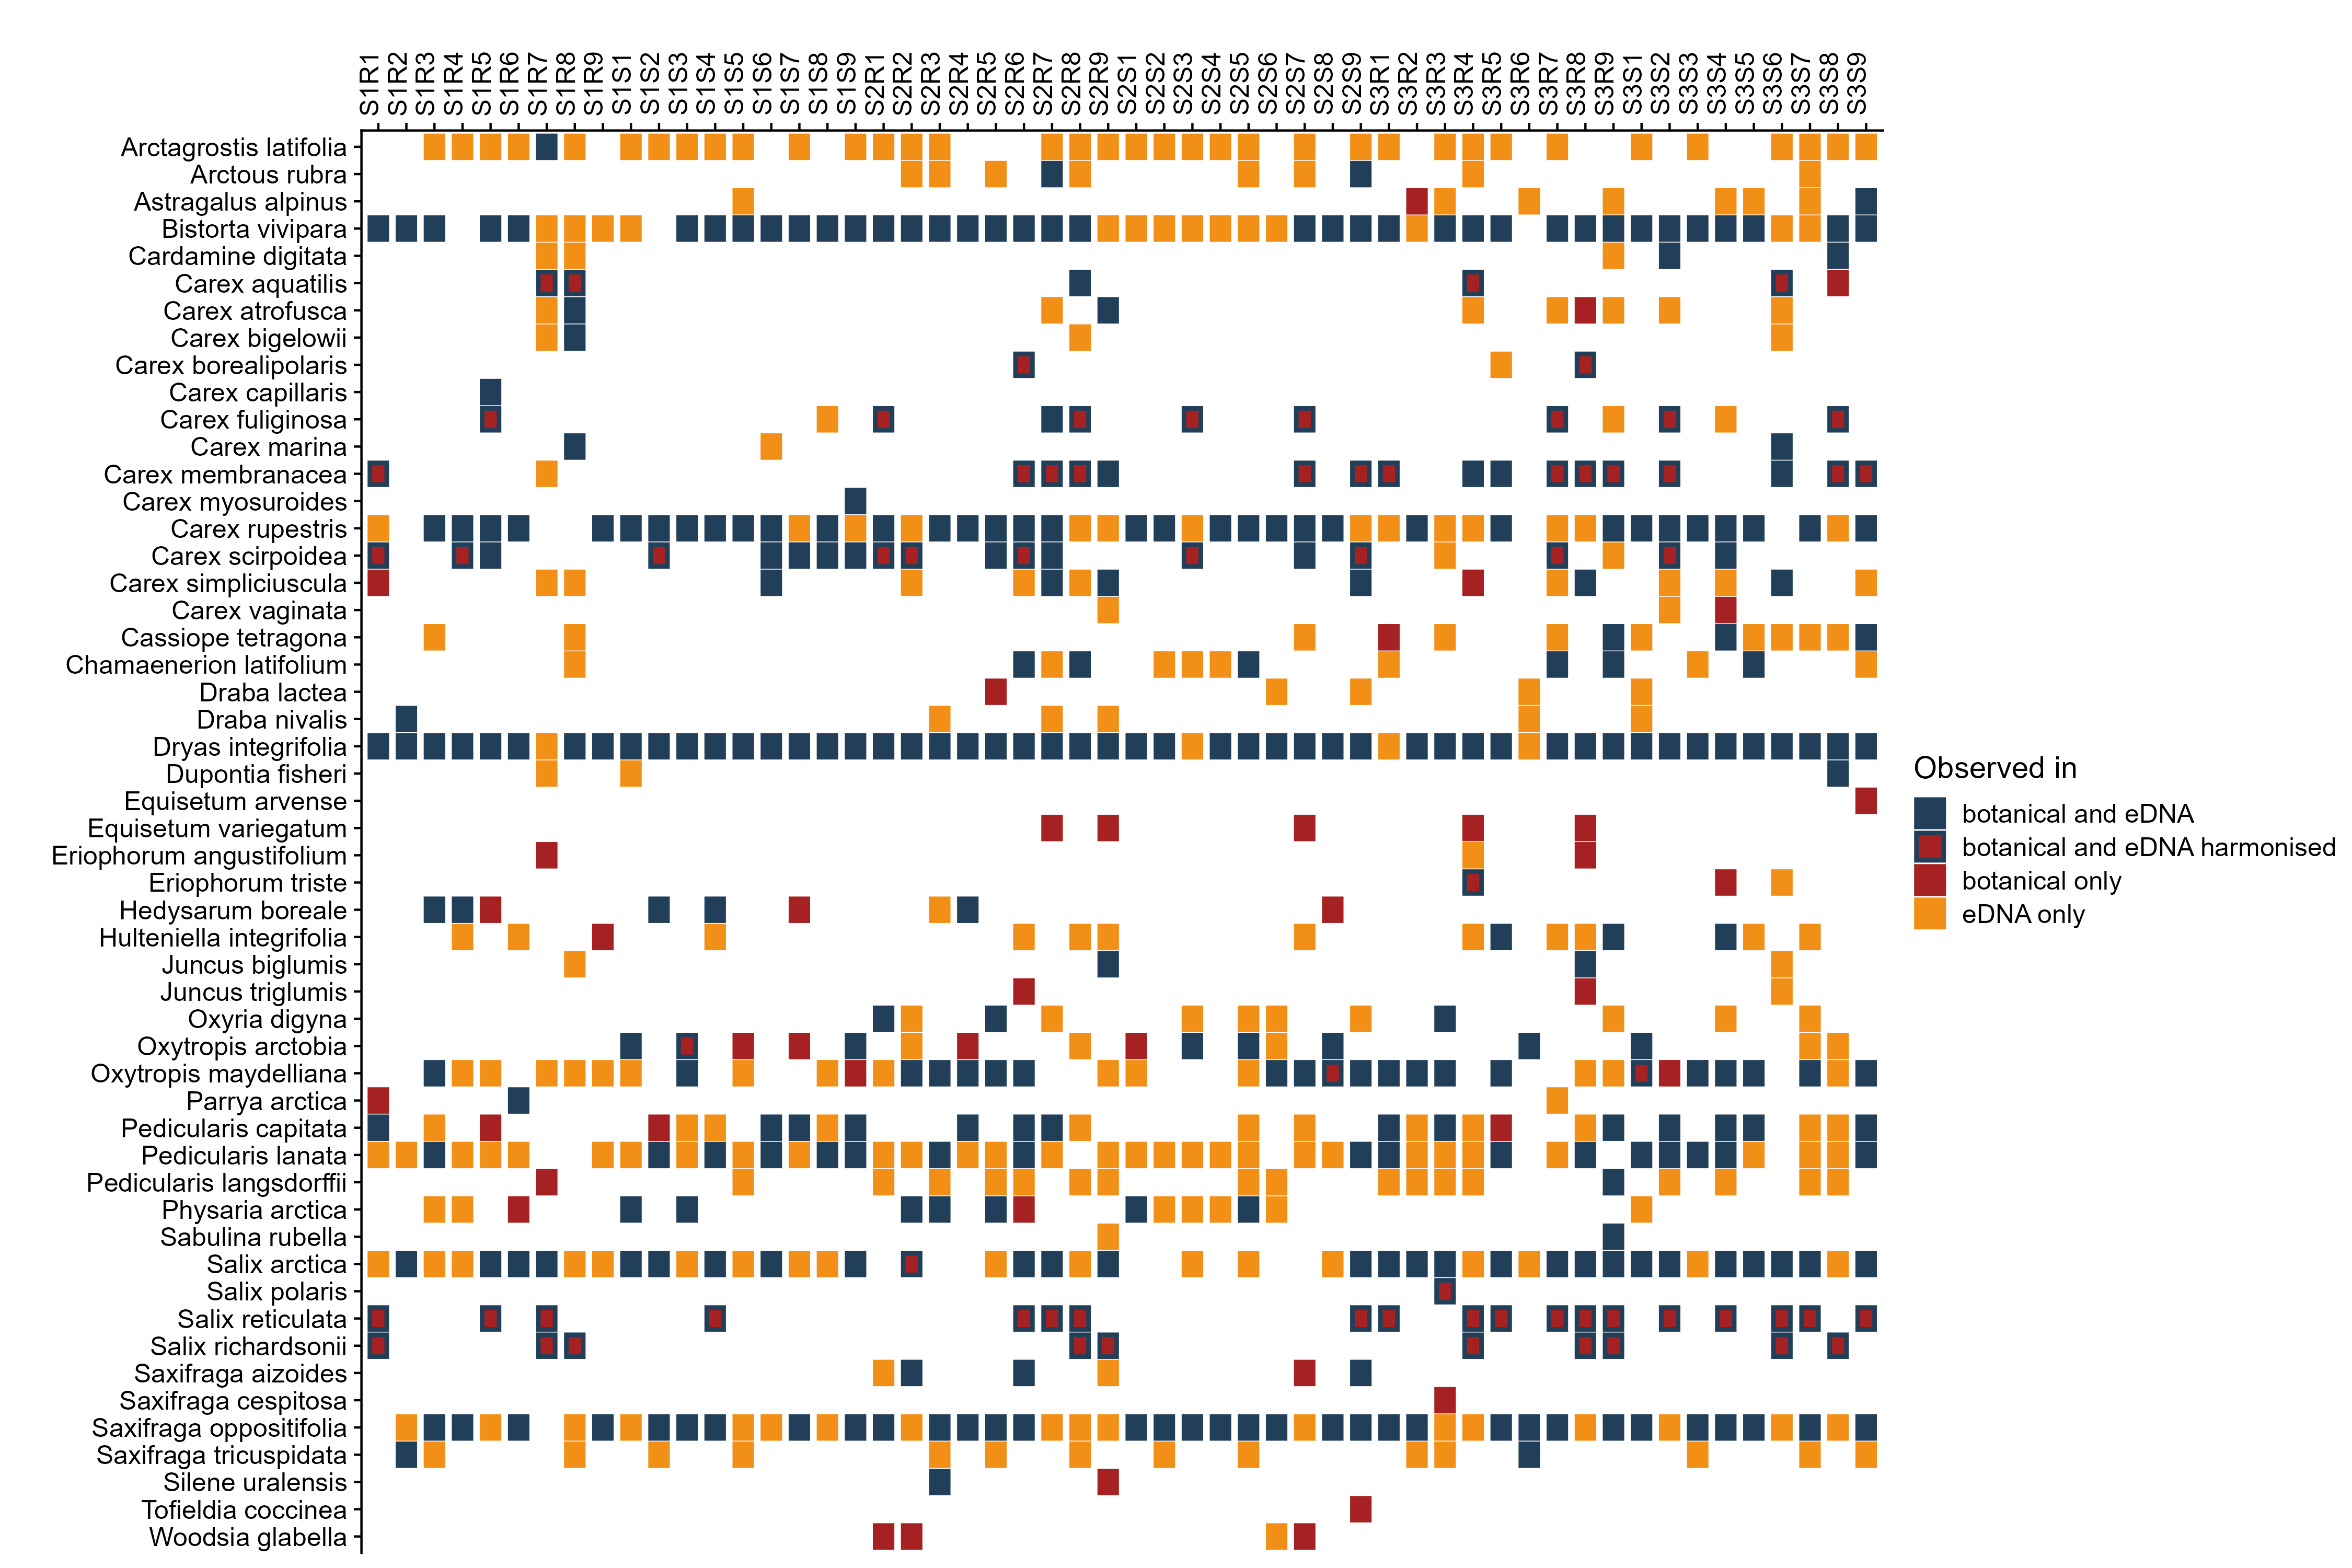 S1R1 S1R2 S1R3 S1R4 S1R5 S1R6 S1R7 S1R8 S1R9 S1S1 S1S2 S1S3 S1S4 S1S5 S1S6 S1S7 S1S8 S1S9 S2R1 S2R2 S2R3 S2R4 S2R5 S2R6 S2R7 S2R8 S2R9 S2S1 S2S2 S2S3 S2S4 S2S5 S2S6 S2S7 S2S8 S2S9 S3R1 S3R2 S3R3 S3R4 S3R5 S3R6 S3R7 S3R8 S3R9 S3S1 S3S2 S3S3 S3S4 S3S5 S3S6 S3S7 S3S8 S3S9
Arctagrostis latifolia
Arctous rubra
Astragalus alpinus
Bistorta vivipara
Cardamine digitata
Carex aquatilis
Carex atrofusca
Carex bigelowii
Carex borealipolaris
Carex capillaris
Carex fuliginosa
Carex marina
Carex membranacea
Carex myosuroides
Carex rupestris
Carex scirpoidea
Carex simpliciuscula
Carex vaginata
Cassiope tetragona
Chamaenerion latifolium
Draba lactea
Draba nivalis
Dryas integrifolia
Dupontia fisheri
Equisetum arvense
Equisetum variegatum
Eriophorum angustifolium
Eriophorum triste
Hedysarum boreale
Hulteniella integrifolia
Juncus biglumis
Juncus triglumis
Oxyria digyna
Oxytropis arctobia
Oxytropis maydelliana
Parrya arctica
Pedicularis capitata
Pedicularis lanata
Pedicularis langsdorffii
Physaria arctica
Sabulina rubella
Salix arctica
Salix polaris
Salix reticulata
Salix richardsonii
Saxifraga aizoides
Saxifraga cespitosa
Saxifraga oppositifolia
Saxifraga tricuspidata
Silene uralensis
Tofieldia coccinea
Woodsia glabella
Observed in
botanical and eDNA
botanical and eDNA harmonised
botanical only
eDNA only